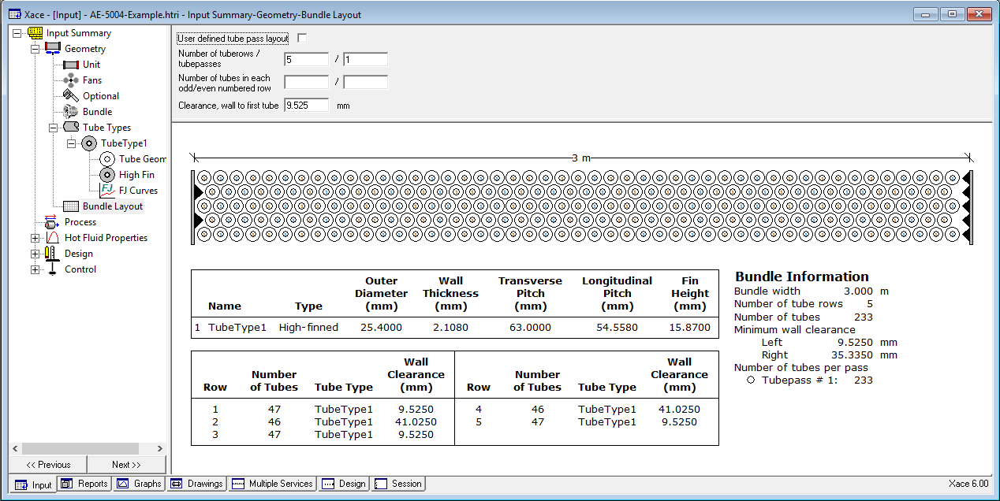 Xace - [Input] - AE-5004-Example.htri - Input Summary-Geometry-Bundle Layout
Input Summary
Geometry
Unit
Fans
Optional
Bundle
Tube Types
TubeType1
Tube Geom
High Fin
FJ Curves
Bundle Layout
Process
Hot Fluid Properties
Design
Control
<< Previous
Next >>
User defined tube pass layout
Number of tuberows /
tubepasses
5 / 1
Number of tubes in each
odd/even numbered row
/
Clearance, wall to first tube 9.525 mm
3 m
Name Type Outer Diameter (mm) Wall Thickness (mm) Transverse Pitch (mm) Longitudinal Pitch (mm) Fin Height (mm)
1 TubeType1 High-finned 25.4000 2.1080 63.0000 54.5580 15.8700
Row Number of Tubes Tube Type Wall Clearance (mm) Row Number of Tubes Tube Type Wall Clearance (mm)
1 47 TubeType1 9.5250 4 46 TubeType1 41.0250
2 46 TubeType1 41.0250 5 47 TubeType1 9.5250
3 47 TubeType1 9.5250
Bundle Information
Bundle width 3.000 m
Number of tube rows 5
Number of tubes 233
Minimum wall clearance
Left 9.5250 mm
Right 35.3350 mm
Number of tubes per pass
Tubepass # 1: 233
Input Reports Graphs Drawings Multiple Services Design Session Xace 6.00